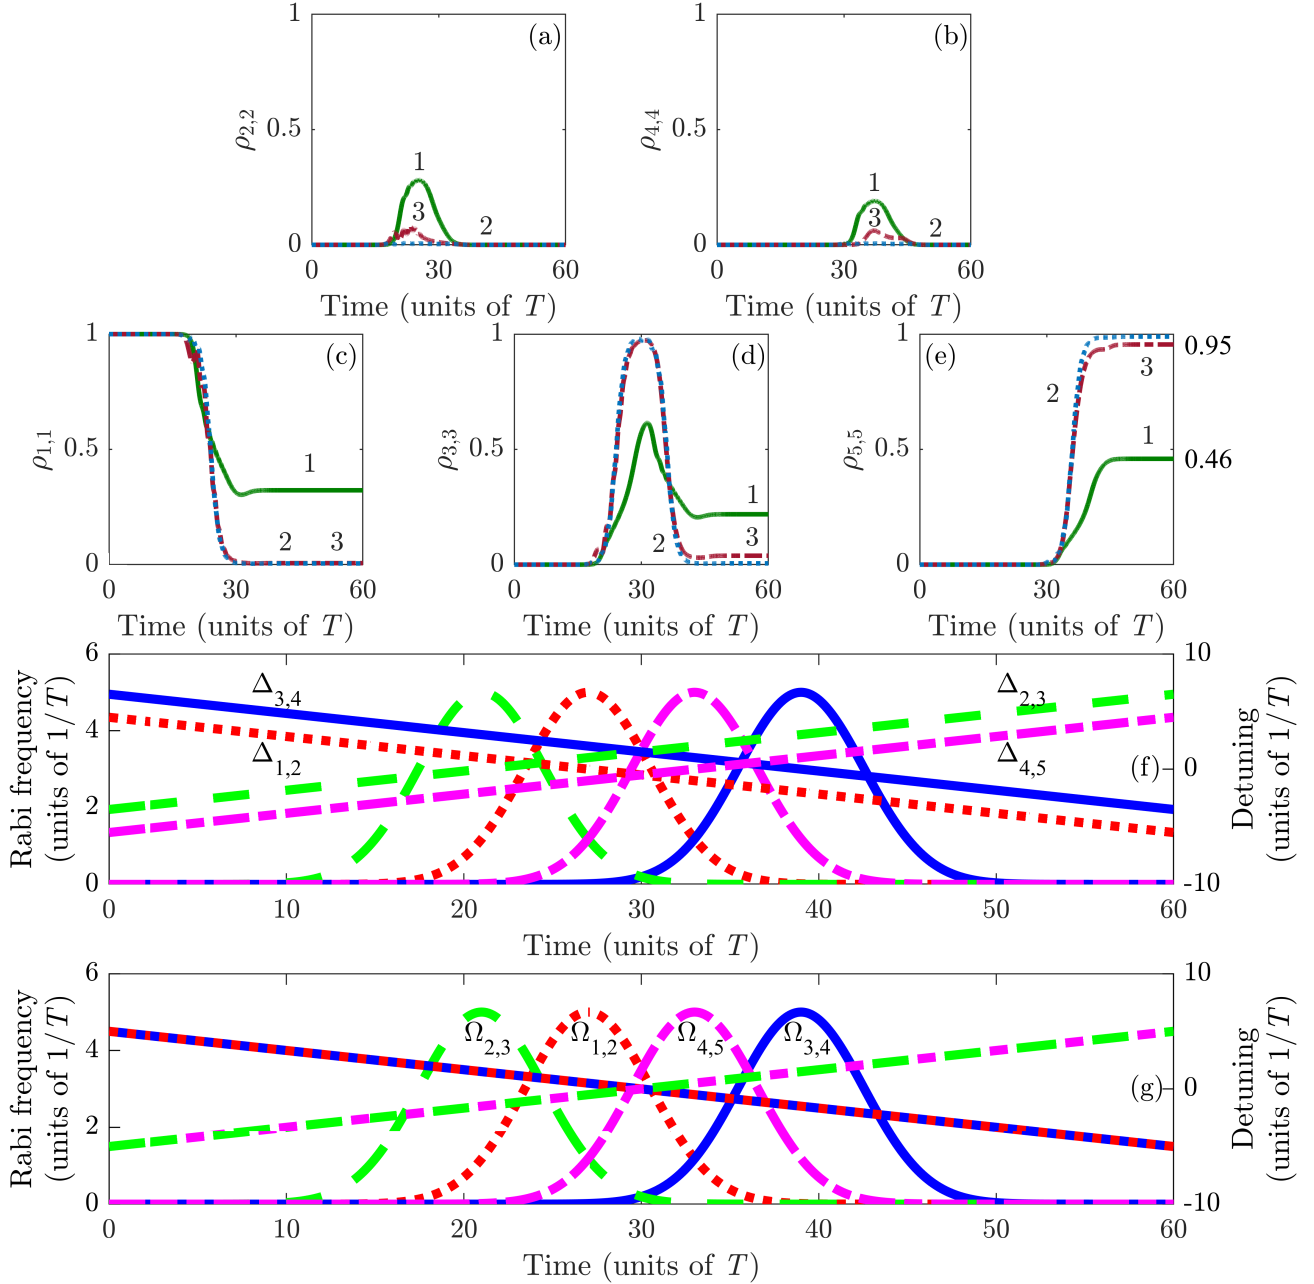 (a)
1
0.5
0
ρ2,2
1
3
2
0 30 60
Time (units of T)
(b)
1
0.5
0
ρ4,4
1
3
2
0 30 60
Time (units of T)
(c)
1
0.5
0
ρ1,1
1
2 3
0 30 60
Time (units of T)
(d)
1
0.5
0
ρ3,3
1
2 3
0 30 60
Time (units of T)
(e)
1
0.5
0
ρ5,5
0.95
3
2
1
0.46
0 30 60
Time (units of T)
6
4
2
0
Rabi frequency
(units of 1/T)
Δ3,4
Δ1,2
Δ2,3
Δ4,5
(f)
10
0
-10
Detuning
(units of 1/T)
0 10 20 30 40 50 60
Time (units of T)
6
4
2
0
Rabi frequency
(units of 1/T)
Ω2,3 Ω1,2 Ω4,5 Ω3,4
(g)
10
0
-10
Detuning
(units of 1/T)
0 10 20 30 40 50 60
Time (units of T)